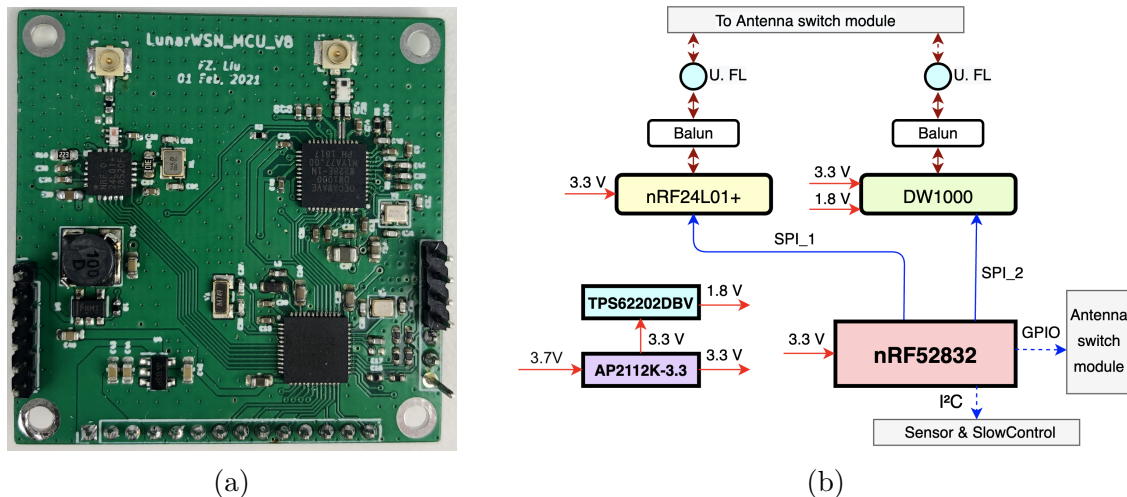 LunarWSN_MCU_V8
FZ. Liu
01 Feb. 2021
100
D
223
To Antenna switch module
U. FL
U. FL
Balun
Balun
3.3 V
nRF24L01+
3.3 V
1.8 V
DW1000
SPI_1
SPI_2
TPS62202DBV
1.8 V
3.3 V
3.7V
AP2112K-3.3
3.3 V
3.3 V
nRF52832
GPIO
Antenna
switch
module
I²C
Sensor & SlowControl
(a)
(b)